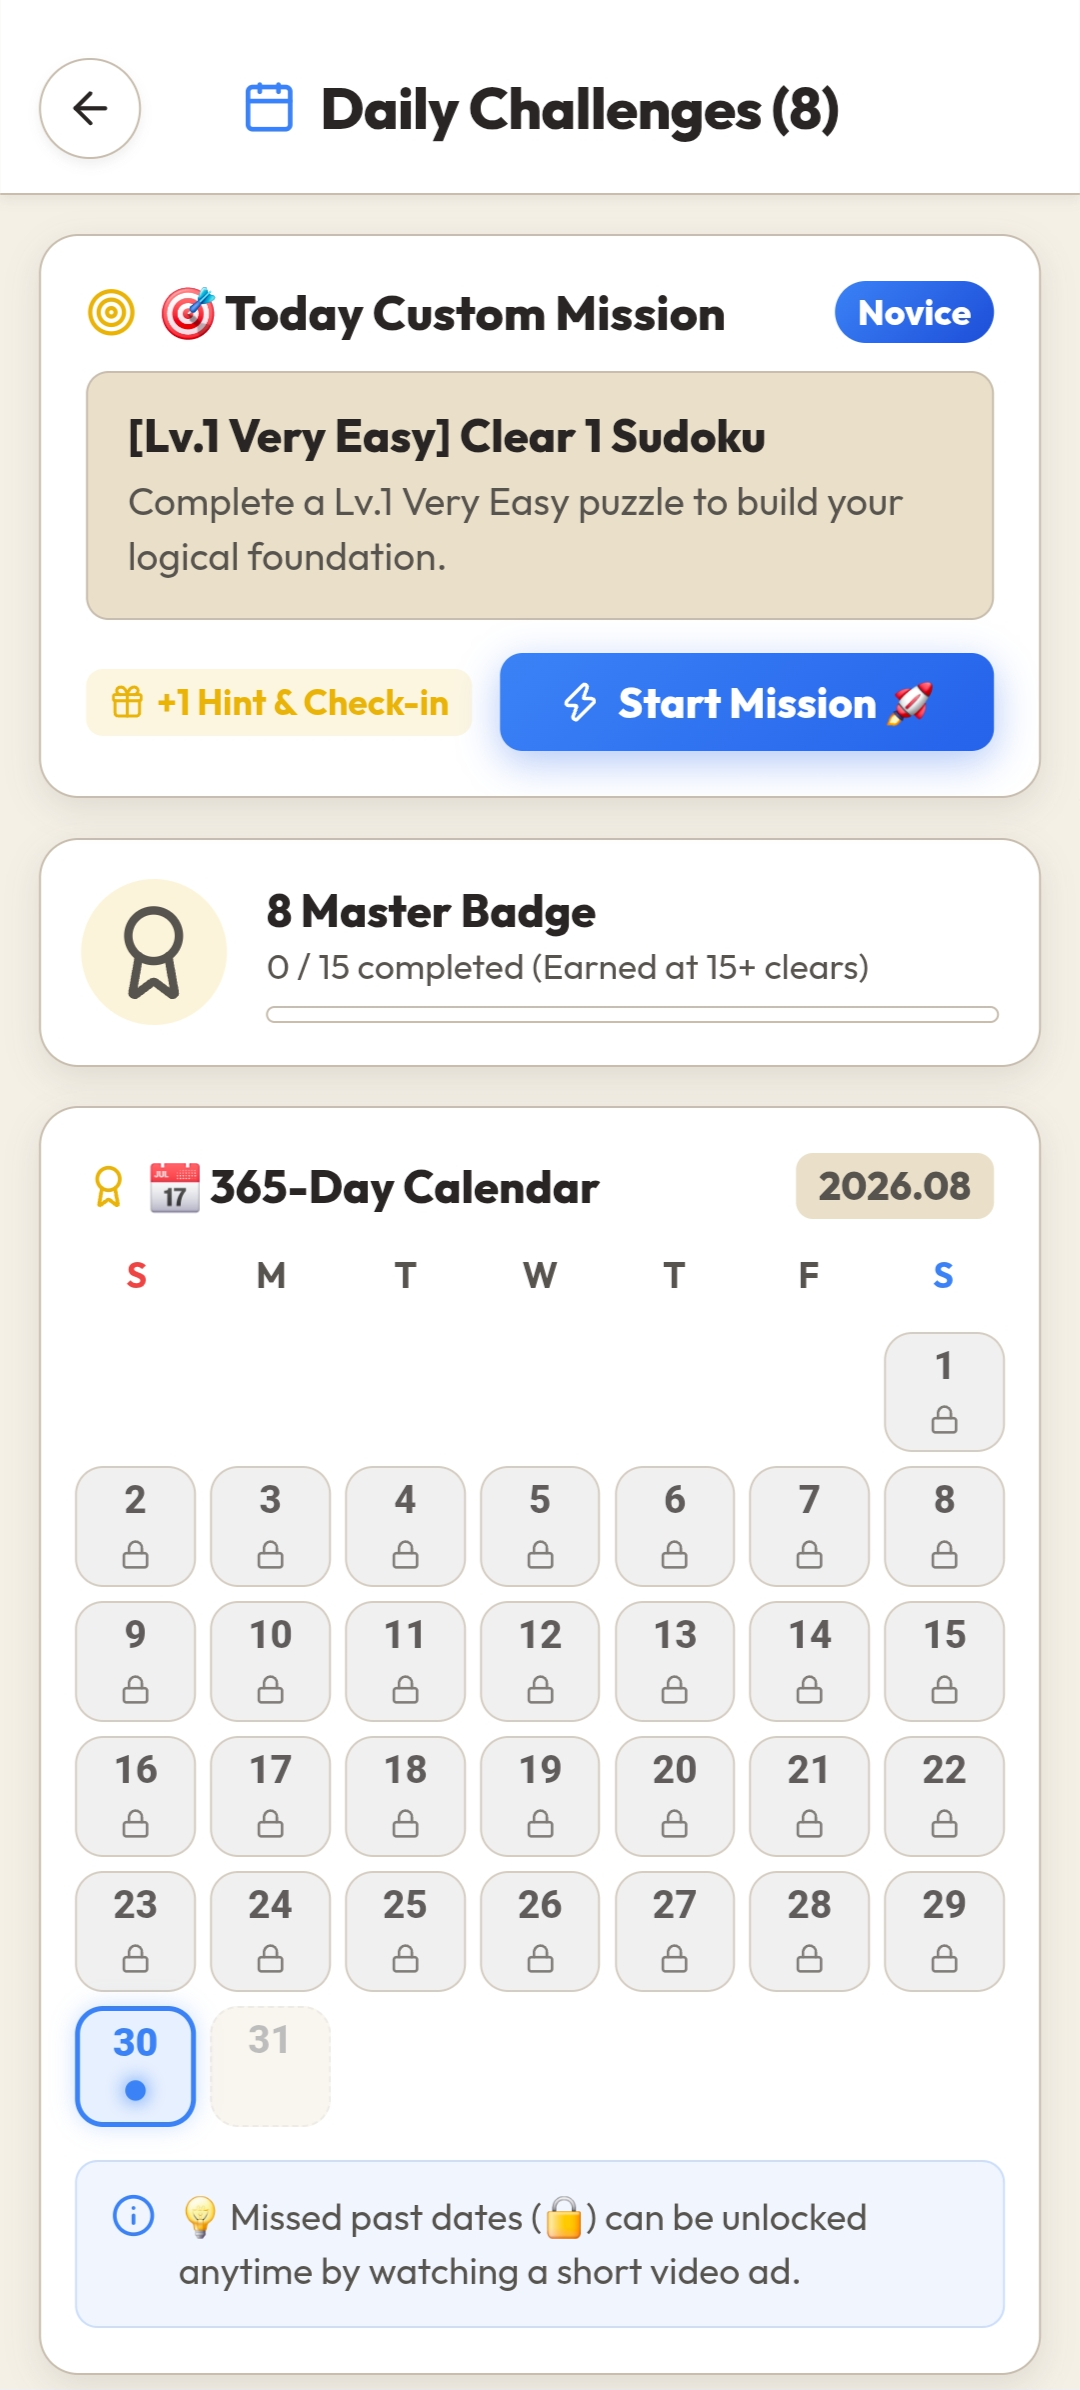 Daily Challenges (8)
🎯 Today Custom Mission
Novice
[Lv.1 Very Easy] Clear 1 Sudoku
Complete a Lv.1 Very Easy puzzle to build your
logical foundation.
+1 Hint & Check-in
Start Mission 🚀
8 Master Badge
0 / 15 completed (Earned at 15+ clears)
📅 365-Day Calendar
2026.08
S M T W T F S
1
2 3 4 5 6 7 8
9 10 11 12 13 14 15
16 17 18 19 20 21 22
23 24 25 26 27 28 29
30 31
💡 Missed past dates (🔒) can be unlocked
anytime by watching a short video ad.